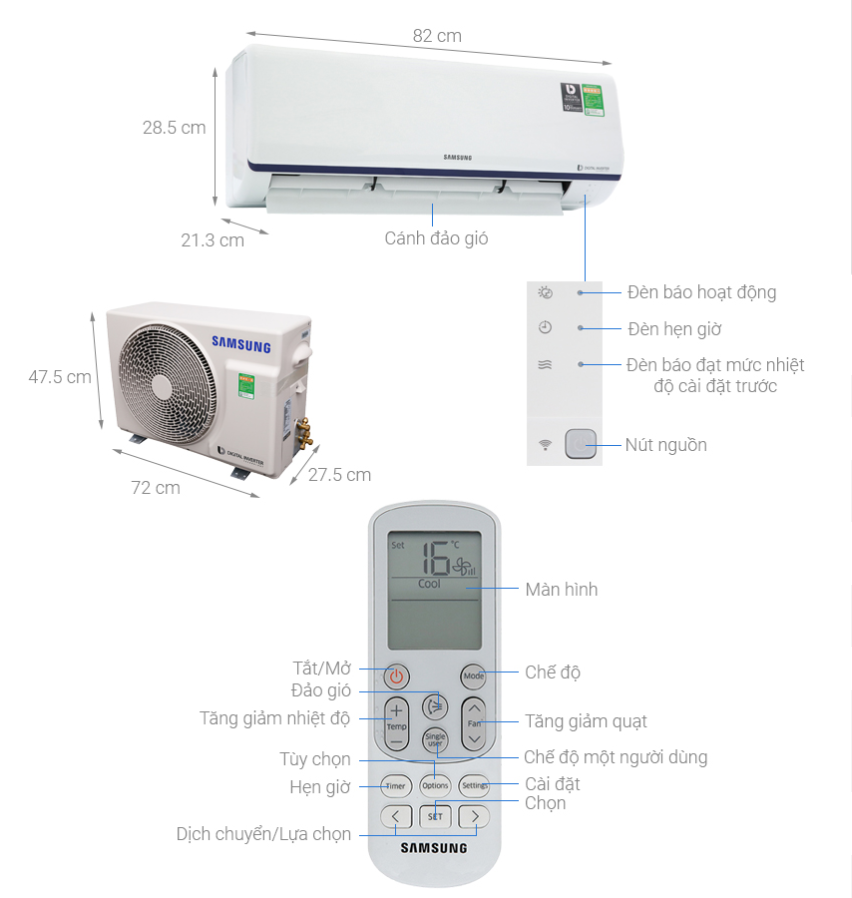 82 cm
28.5 cm
SAMSUNG
DIGITAL INVERTER
21.3 cm
Cánh đảo gió
Đèn báo hoạt động
Đèn hẹn giờ
Đèn báo đạt mức nhiệt
độ cài đặt trước
Nút nguồn
47.5 cm
SAMSUNG
DIGITAL INVERTER
72 cm
27.5 cm
Set
16 °C
Cool
Màn hình
Tắt/Mở
Mode
Chế độ
Đảo gió
Tăng giảm nhiệt độ
+
Temp
−
Fan
Tăng giảm quạt
Single
user
Chế độ một người dùng
Tùy chọn
Hẹn giờ
Timer
Options
Settings
Cài đặt
Chọn
<
SET
>
Dịch chuyển/Lựa chọn
SAMSUNG